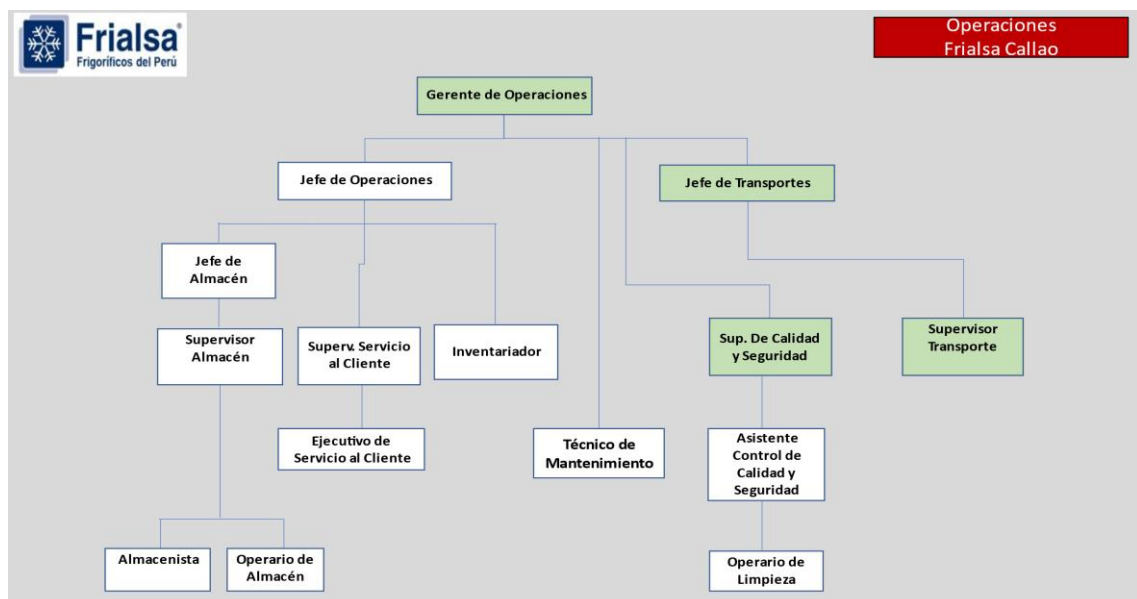 Frialsa®
Frigoríficos del Perú
Operaciones
Frialsa Callao
Gerente de Operaciones
Jefe de Operaciones
Jefe de Transportes
Jefe de
Almacén
Supervisor
Almacén
Superv. Servicio
al Cliente
Inventariador
Sup. De Calidad
y Seguridad
Supervisor
Transporte
Ejecutivo de
Servicio al Cliente
Técnico de
Mantenimiento
Asistente
Control de
Calidad y
Seguridad
Almacenista
Operario de
Almacén
Operario de
Limpieza